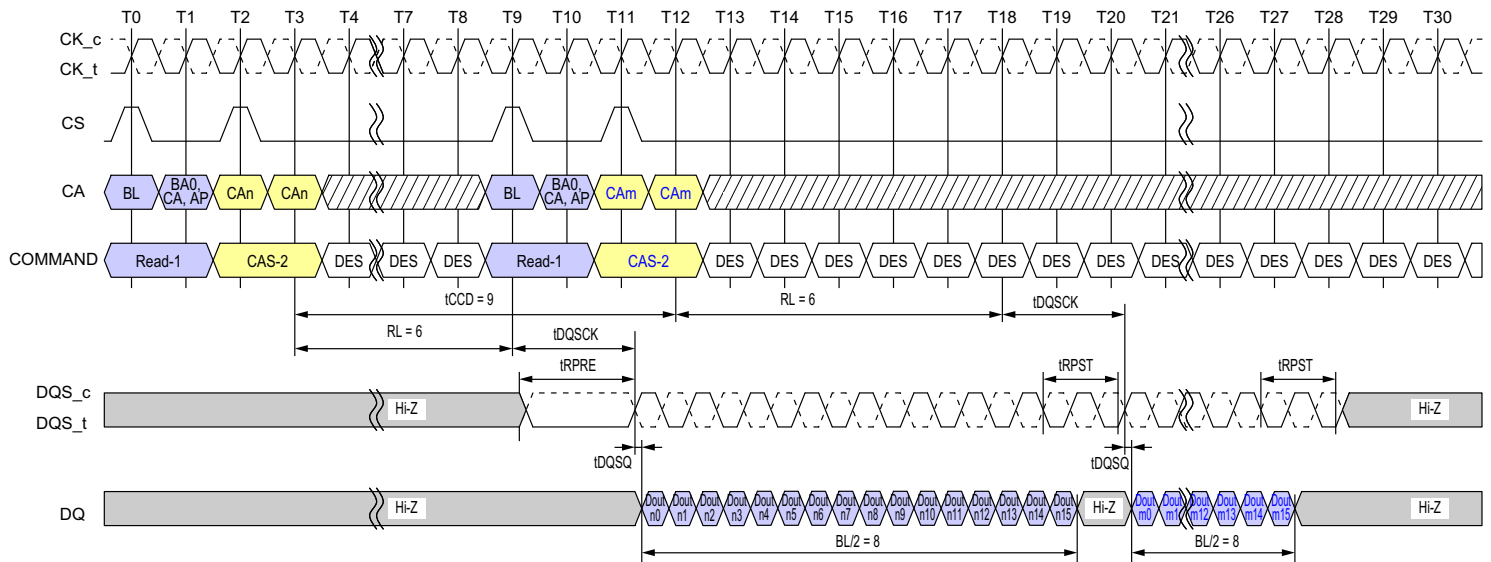 T0 T1 T2 T3 T4 T7 T8 T9 T10 T11 T12 T13 T14 T15 T16 T17 T18 T19 T20 T21 T26 T27 T28 T29 T30
CK_c
CK_t
CS
CA BL BA0, CA, AP CAn CAn BL BA0, CA, AP CAm CAm
COMMAND Read-1 CAS-2 DES DES DES Read-1 CAS-2 DES DES DES DES DES DES DES DES DES DES DES DES DES DES
tCCD = 9 RL = 6 tDQSCK
RL = 6 tDQSCK
tRPRE tRPST tRPST
DQS_c
DQS_t
Hi-Z Hi-Z
tDQSQ tDQSQ
DQ Hi-Z Dout n0 Dout n1 Dout n2 Dout n3 Dout n4 Dout n5 Dout n6 Dout n7 Dout n8 Dout n9 Dout n10 Dout n11 Dout n12 Dout n13 Dout n14 Dout n15 Hi-Z Dout m0 Dout m1 Dout m12 Dout m13 Dout m14 Dout m15 Hi-Z
BL/2 = 8 BL/2 = 8